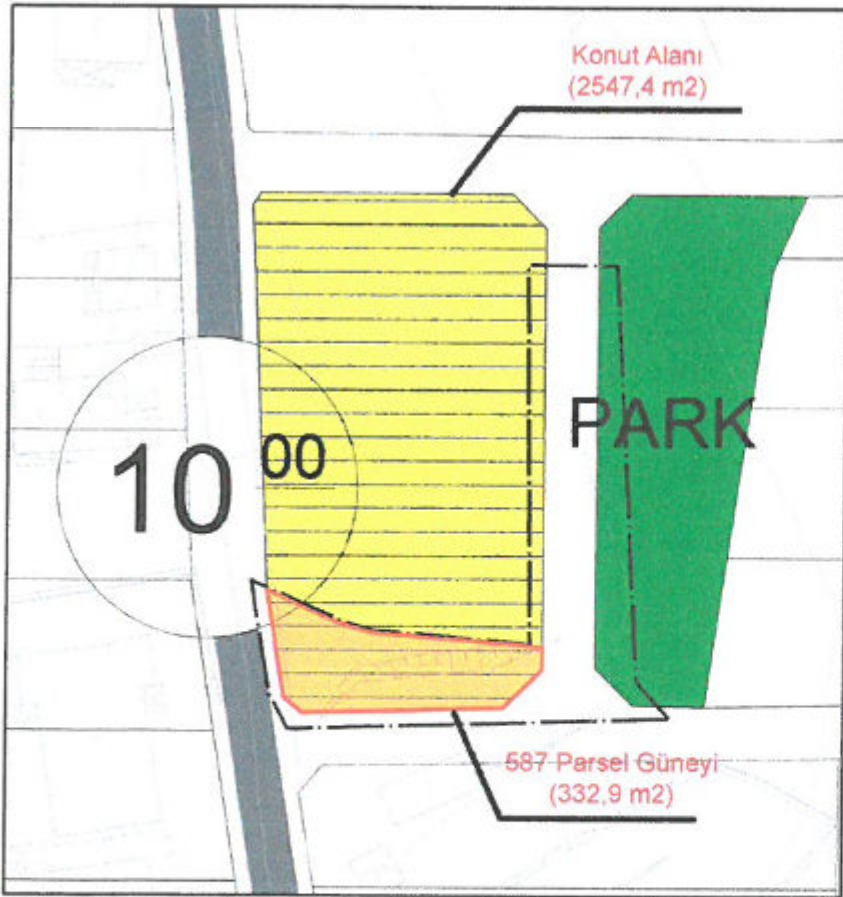 Konut Alanı
(2547,4 m2)
PARK
10 00
587 Parsel Güneyi
(332,9 m2)